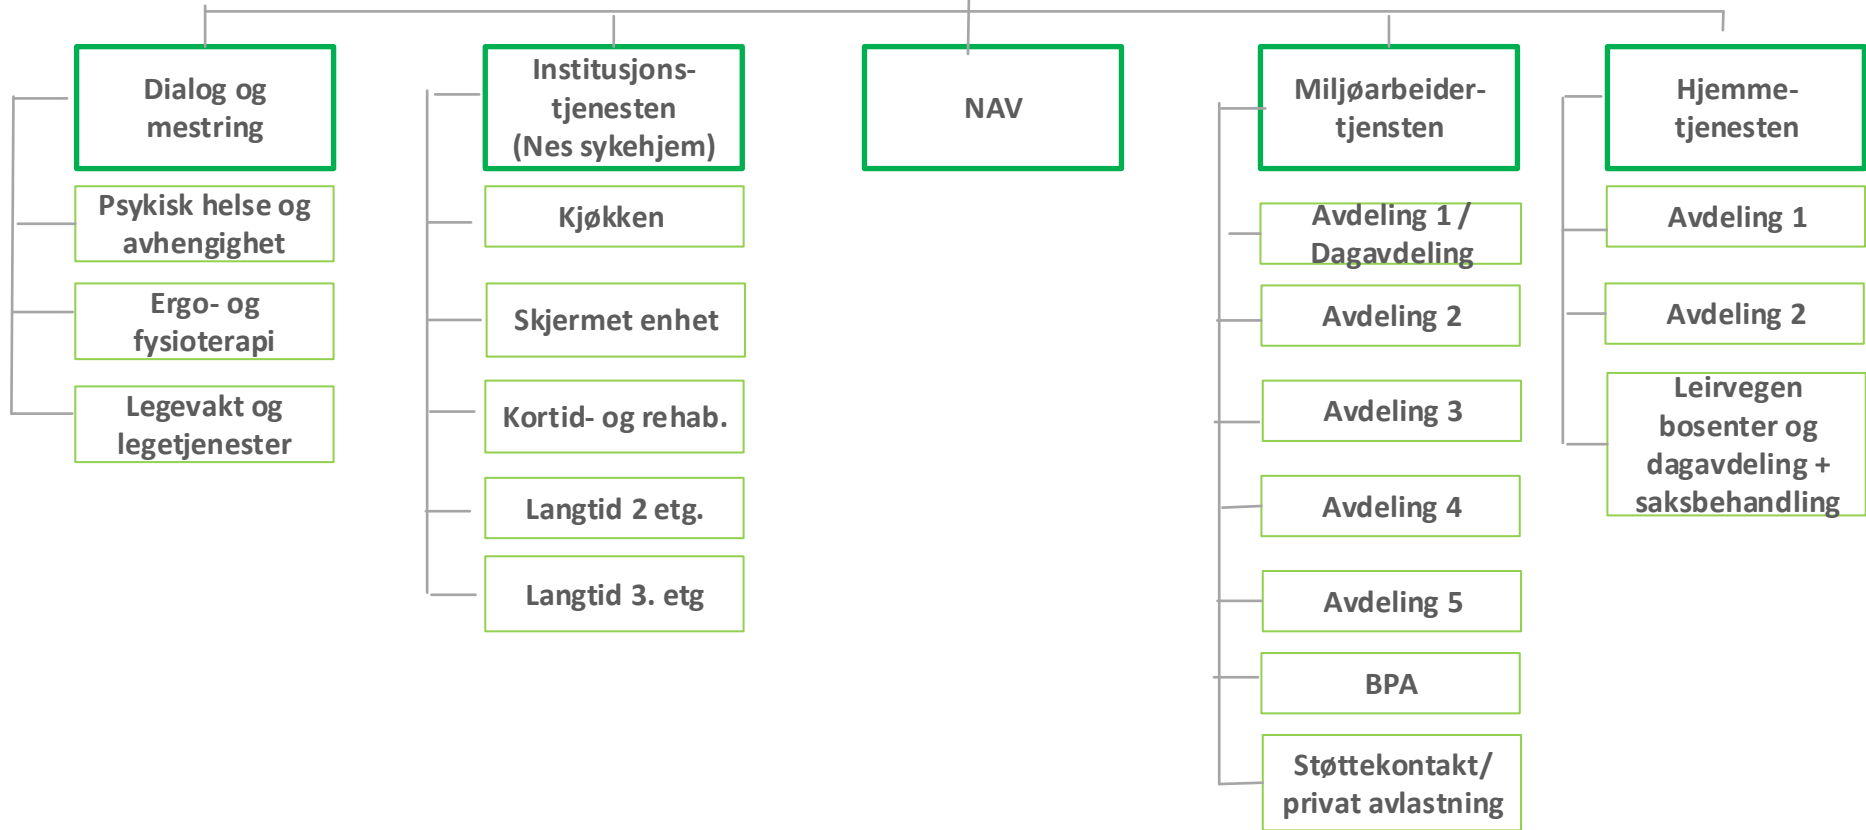 Dialog og
mestring
Psykisk helse og
avhengighet
Ergo- og
fysioterapi
Legevakt og
legetjenester
Institusjons-
tjenesten
(Nes sykehjem)
Kjøkken
Skjermet enhet
Kortid- og rehab.
Langtid 2 etg.
Langtid 3. etg
NAV
Miljøarbeider-
tjensten
Avdeling 1 /
Dagavdeling
Avdeling 2
Avdeling 3
Avdeling 4
Avdeling 5
BPA
Støttekontakt/
privat avlastning
Hjemme-
tjenesten
Avdeling 1
Avdeling 2
Leirvegen
bosenter og
dagavdeling +
saksbehandling